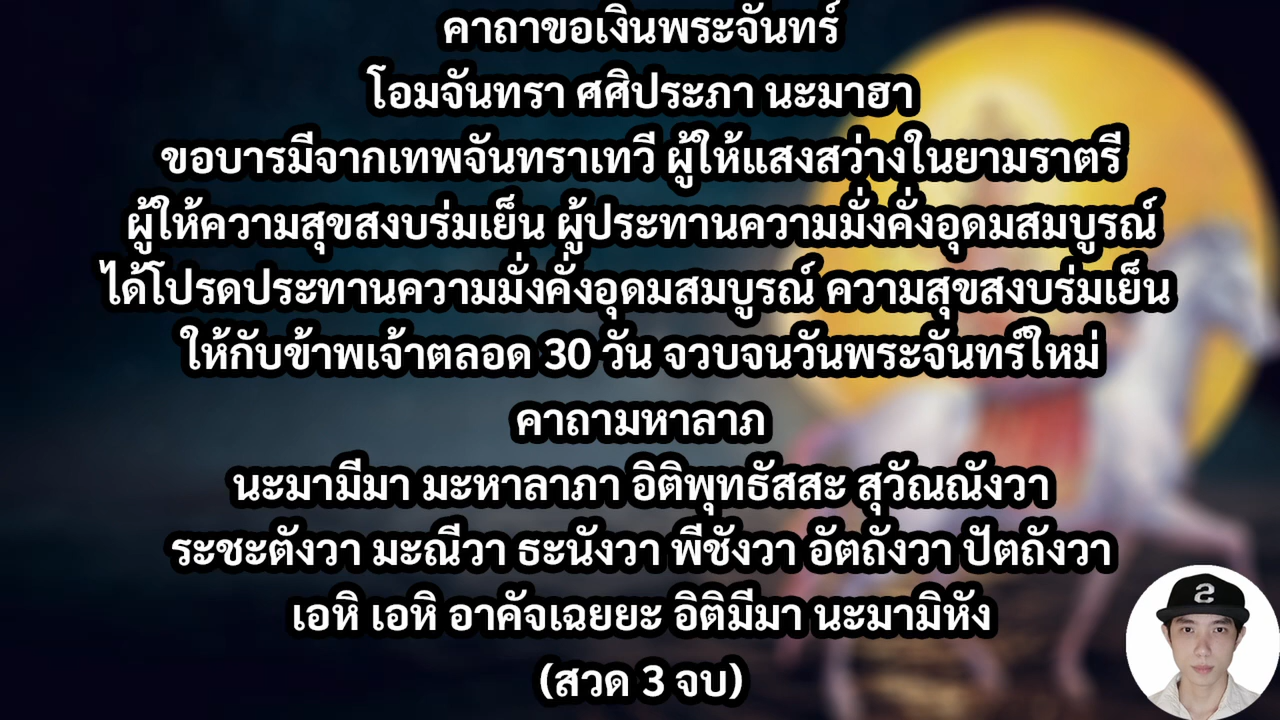 คาถาขอเงินพระจันทร์
โอมจันทรา ศศิประภา นะมาฮา
ขอบารมีจากเทพจันทราเทวี ผู้ให้แสงสว่างในยามราตรี
ผู้ให้ความสุขสงบร่มเย็น ผู้ประทานความมั่งคั่งอุดมสมบูรณ์
ได้โปรดประทานความมั่งคั่งอุดมสมบูรณ์ ความสุขสงบร่มเย็น
ให้กับข้าพเจ้าตลอด 30 วัน จวบจนวันพระจันทร์ใหม่
คาถามหาลาภ
นะมามีมา มะหาลาภา อิติพุทธัสสะ สุวัณณังวา
ระชะตังวา มะณีวา ธะนังวา พีชังวา อัตถังวา ปัตถังวา
เอหิ เอหิ อาคัจเฉยยะ อิติมีมา นะมามิหัง
(สวด 3 จบ)